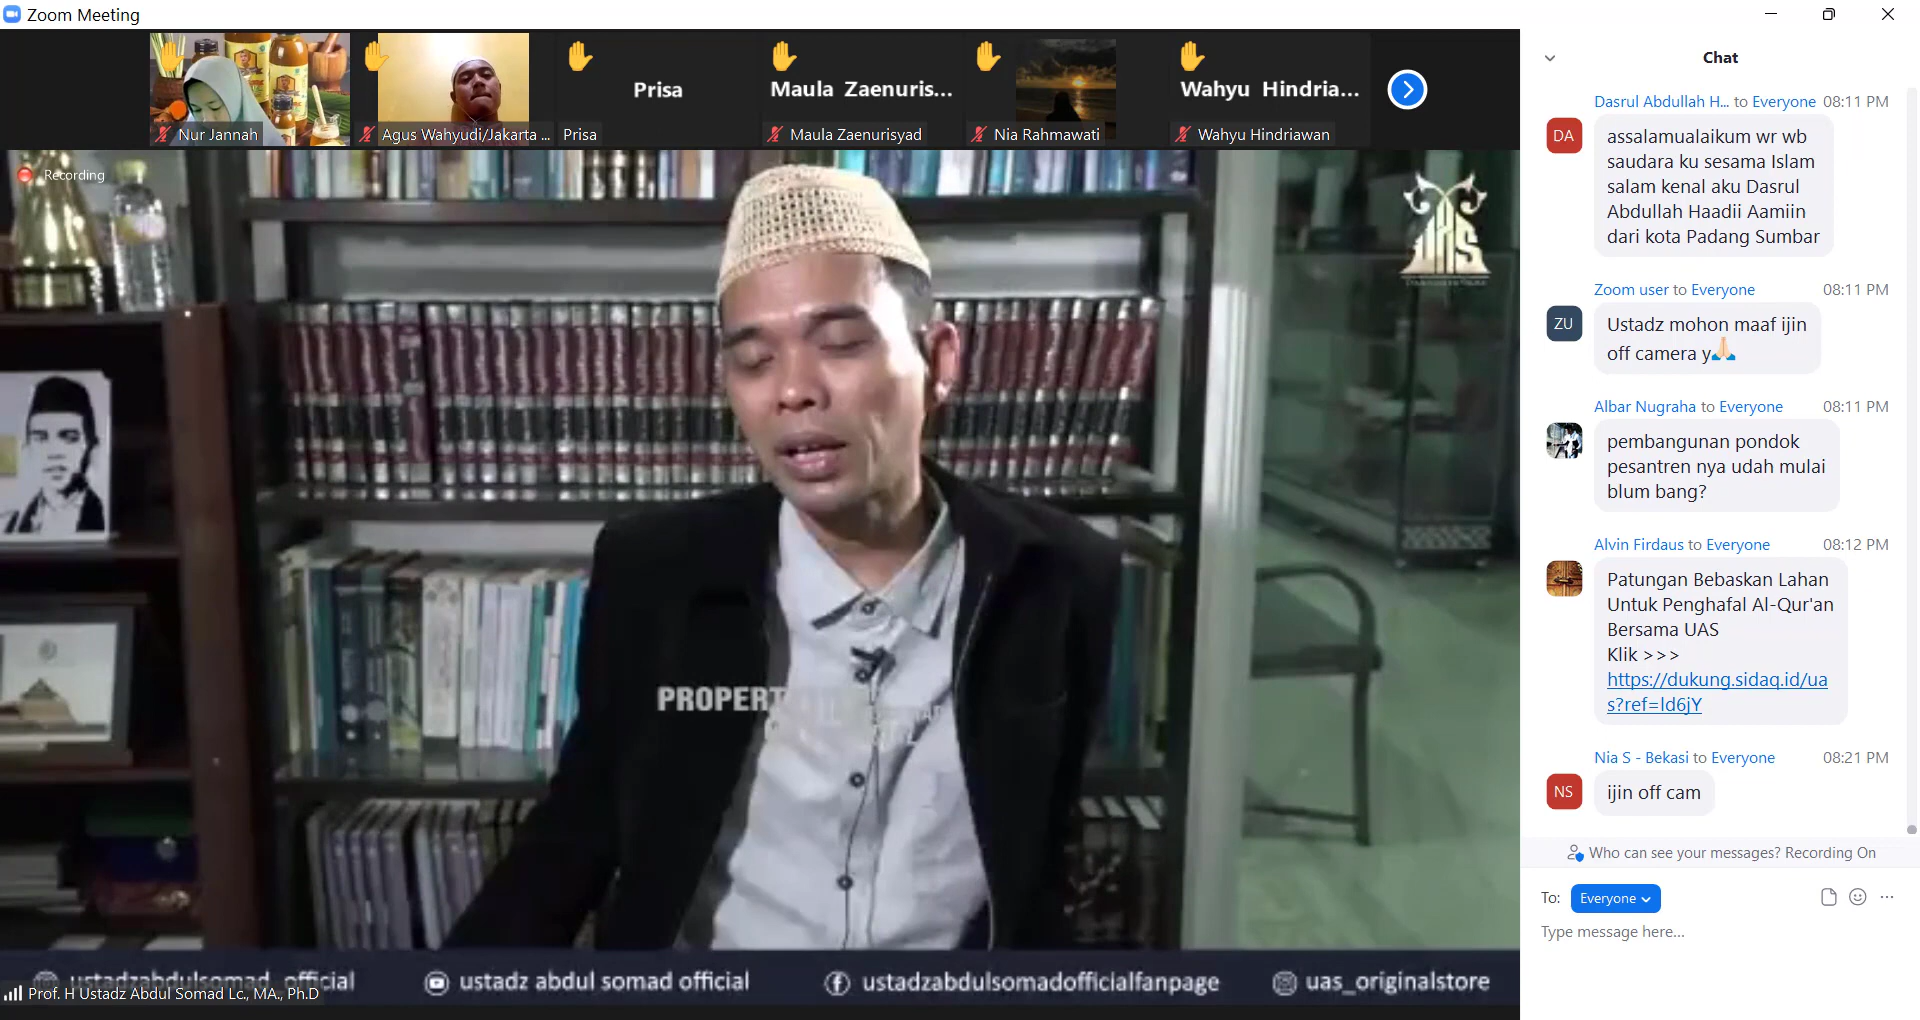 Zoom Meeting
Prisa
Maula Zaenuris...
Wahyu Hindria...
Nur Jannah
Agus Wahyudi/Jakarta ...
Prisa
Maula Zaenurisyad
Nia Rahmawati
Wahyu Hindriawan
Recording
UAS
ustadzabdulsomad_official
ustadz abdul somad official
ustadzabdulsomadofficialfanpage
uas_originalstore
Prof. H Ustadz Abdul Somad Lc., MA., Ph.D
Chat
Dasrul Abdullah H... to Everyone 08:11 PM
DA
assalamualaikum wr wb
saudara ku sesama Islam
salam kenal aku Dasrul
Abdullah Haadii Aamiin
dari kota Padang Sumbar
Zoom user to Everyone 08:11 PM
ZU
Ustadz mohon maaf ijin
off camera y🙏🏻
Albar Nugraha to Everyone 08:11 PM
pembangunan pondok
pesantren nya udah mulai
blum bang?
Alvin Firdaus to Everyone 08:12 PM
Patungan Bebaskan Lahan
Untuk Penghafal Al-Qur'an
Bersama UAS
Klik >>>
https://dukung.sidaq.id/ua
s?ref=ld6jY
Nia S - Bekasi to Everyone 08:21 PM
NS
ijin off cam
Who can see your messages? Recording On
To: Everyone
Type message here...